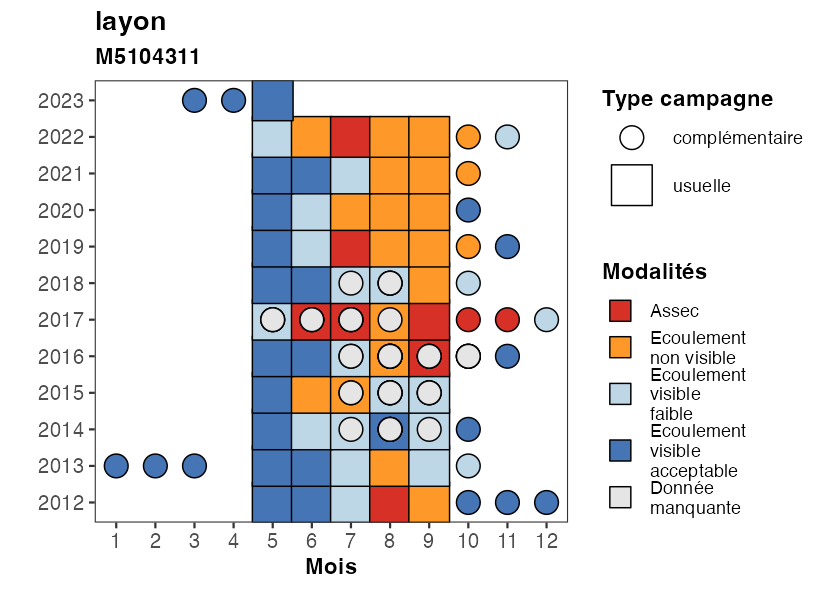 layon
M5104311
2023
2022
2021
2020
2019
2018
2017
2016
2015
2014
2013
2012
1 2 3 4 5 6 7 8 9 10 11 12
Mois
Type campagne
complémentaire
usuelle
Modalités
Assec
Ecoulement
non visible
Ecoulement
visible
faible
Ecoulement
visible
acceptable
Donnée
manquante